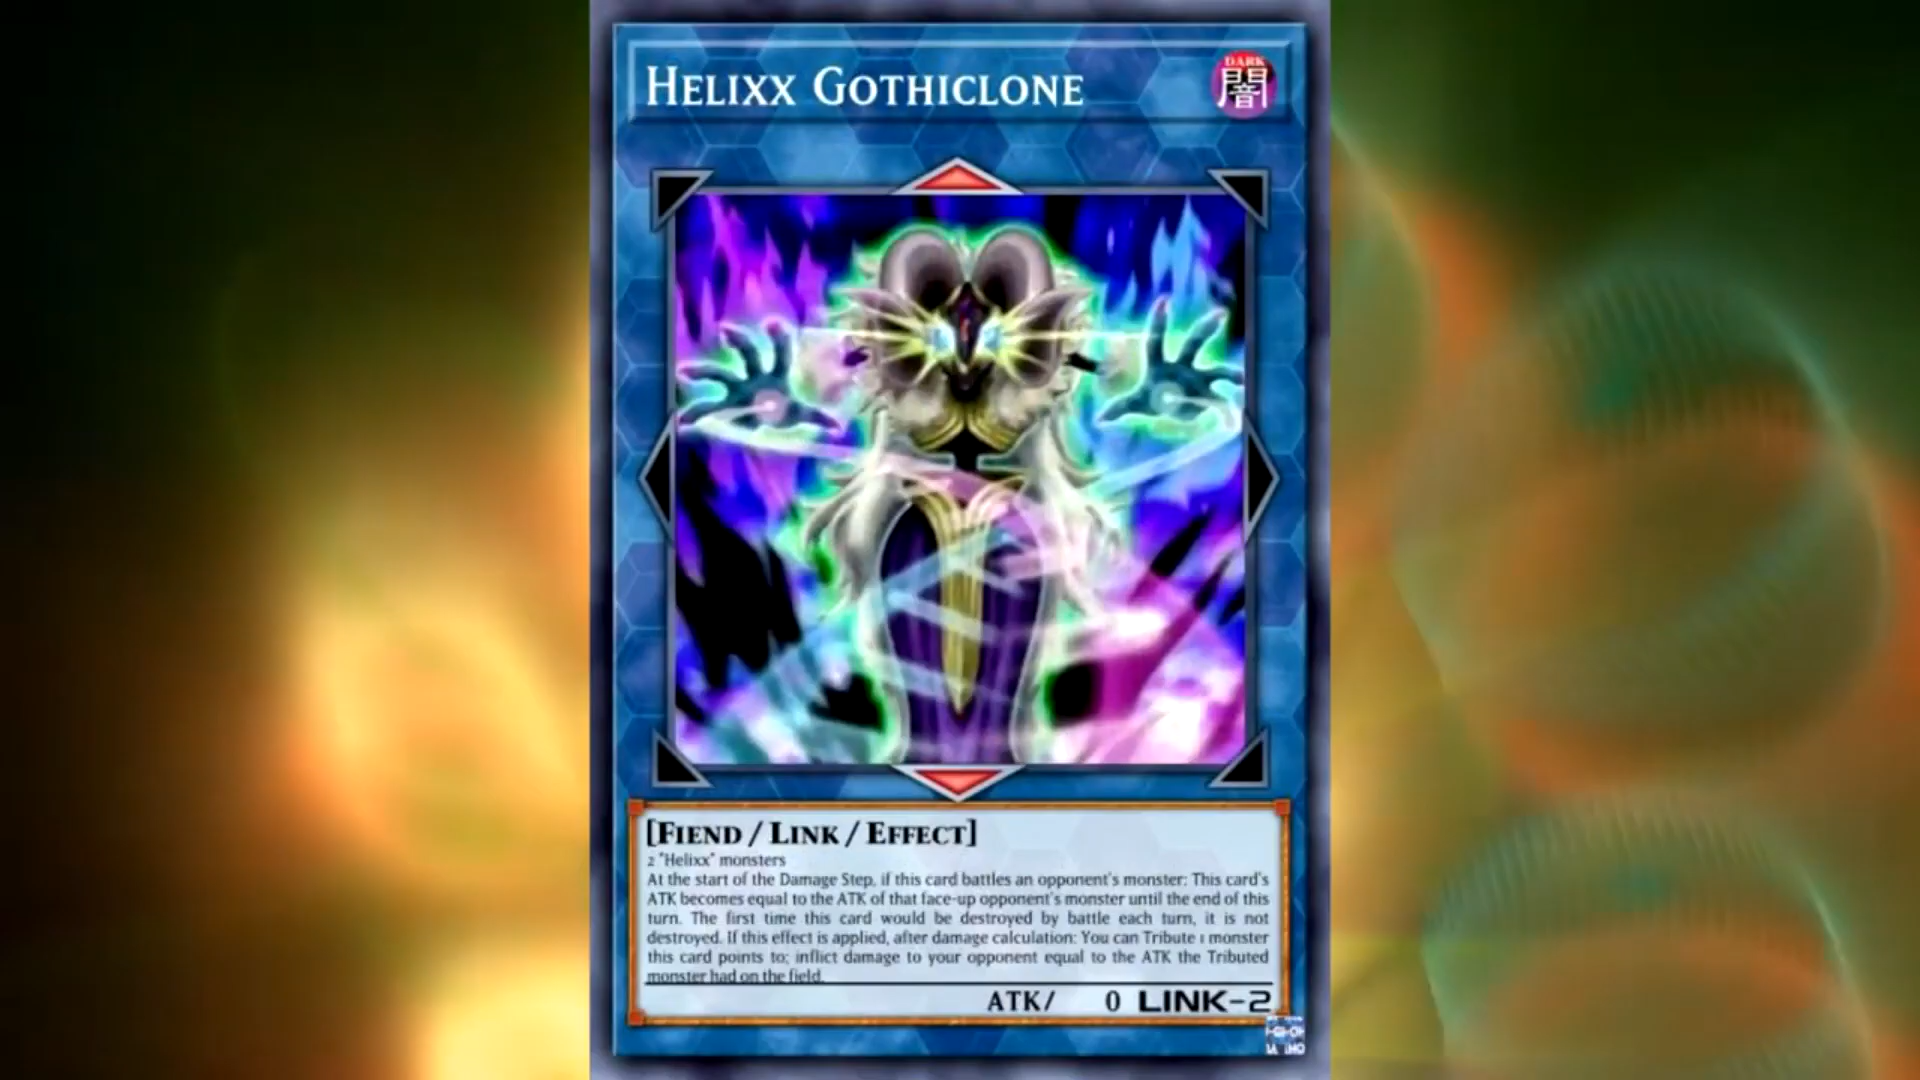 HELIXX GOTHICLONE
DARK
闇
[FIEND / LINK / EFFECT]
2 "Helixx" monsters
At the start of the Damage Step, if this card battles an opponent's monster: This card's
ATK becomes equal to the ATK of that face-up opponent's monster until the end of this
turn. The first time this card would be destroyed by battle each turn, it is not
destroyed. If this effect is applied, after damage calculation: You can Tribute 1 monster
this card points to; inflict damage to your opponent equal to the ATK the Tributed
monster had on the field.
ATK/ 0 LINK-2